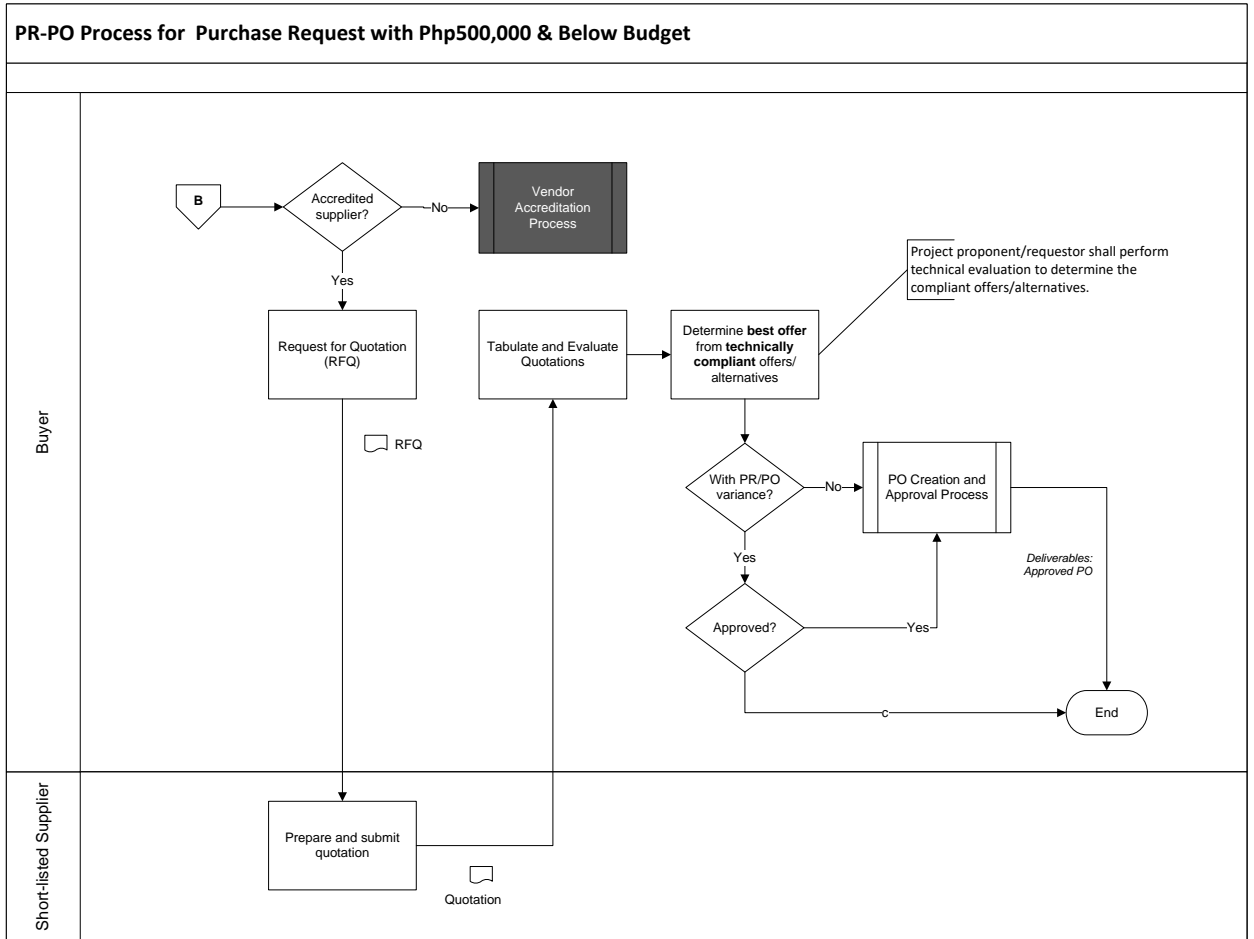 PR-PO Process for  Purchase Request with Php500,000 & Below Budget
Buyer
B
Accredited
supplier?
No
Vendor
Accreditation
Process
Yes
Project proponent/requestor shall perform
technical evaluation to determine the
compliant offers/alternatives.
Request for Quotation
(RFQ)
RFQ
Tabulate and Evaluate
Quotations
Determine best offer
from technically
compliant offers/
alternatives
With PR/PO
variance?
No
PO Creation and
Approval Process
Yes
Deliverables:
Approved PO
Approved?
Yes
c
End
Short-listed Supplier
Prepare and submit
quotation
Quotation